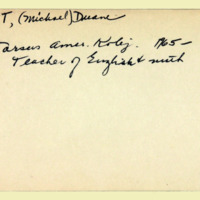 T, (Michael) Duane
Tarsus Amer. Kolej. 1965-
Teacher of English & math